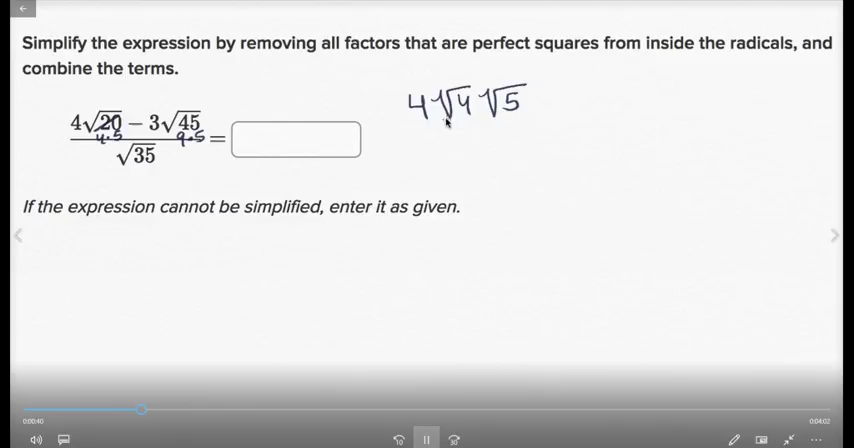 Simplify the expression by removing all factors that are perfect squares from inside the radicals, and
combine the terms.
4√4 √5
4√20 − 3√45
4·5 9·5
=
√35
If the expression cannot be simplified, enter it as given.
0:00:40 0:04:02
10 30